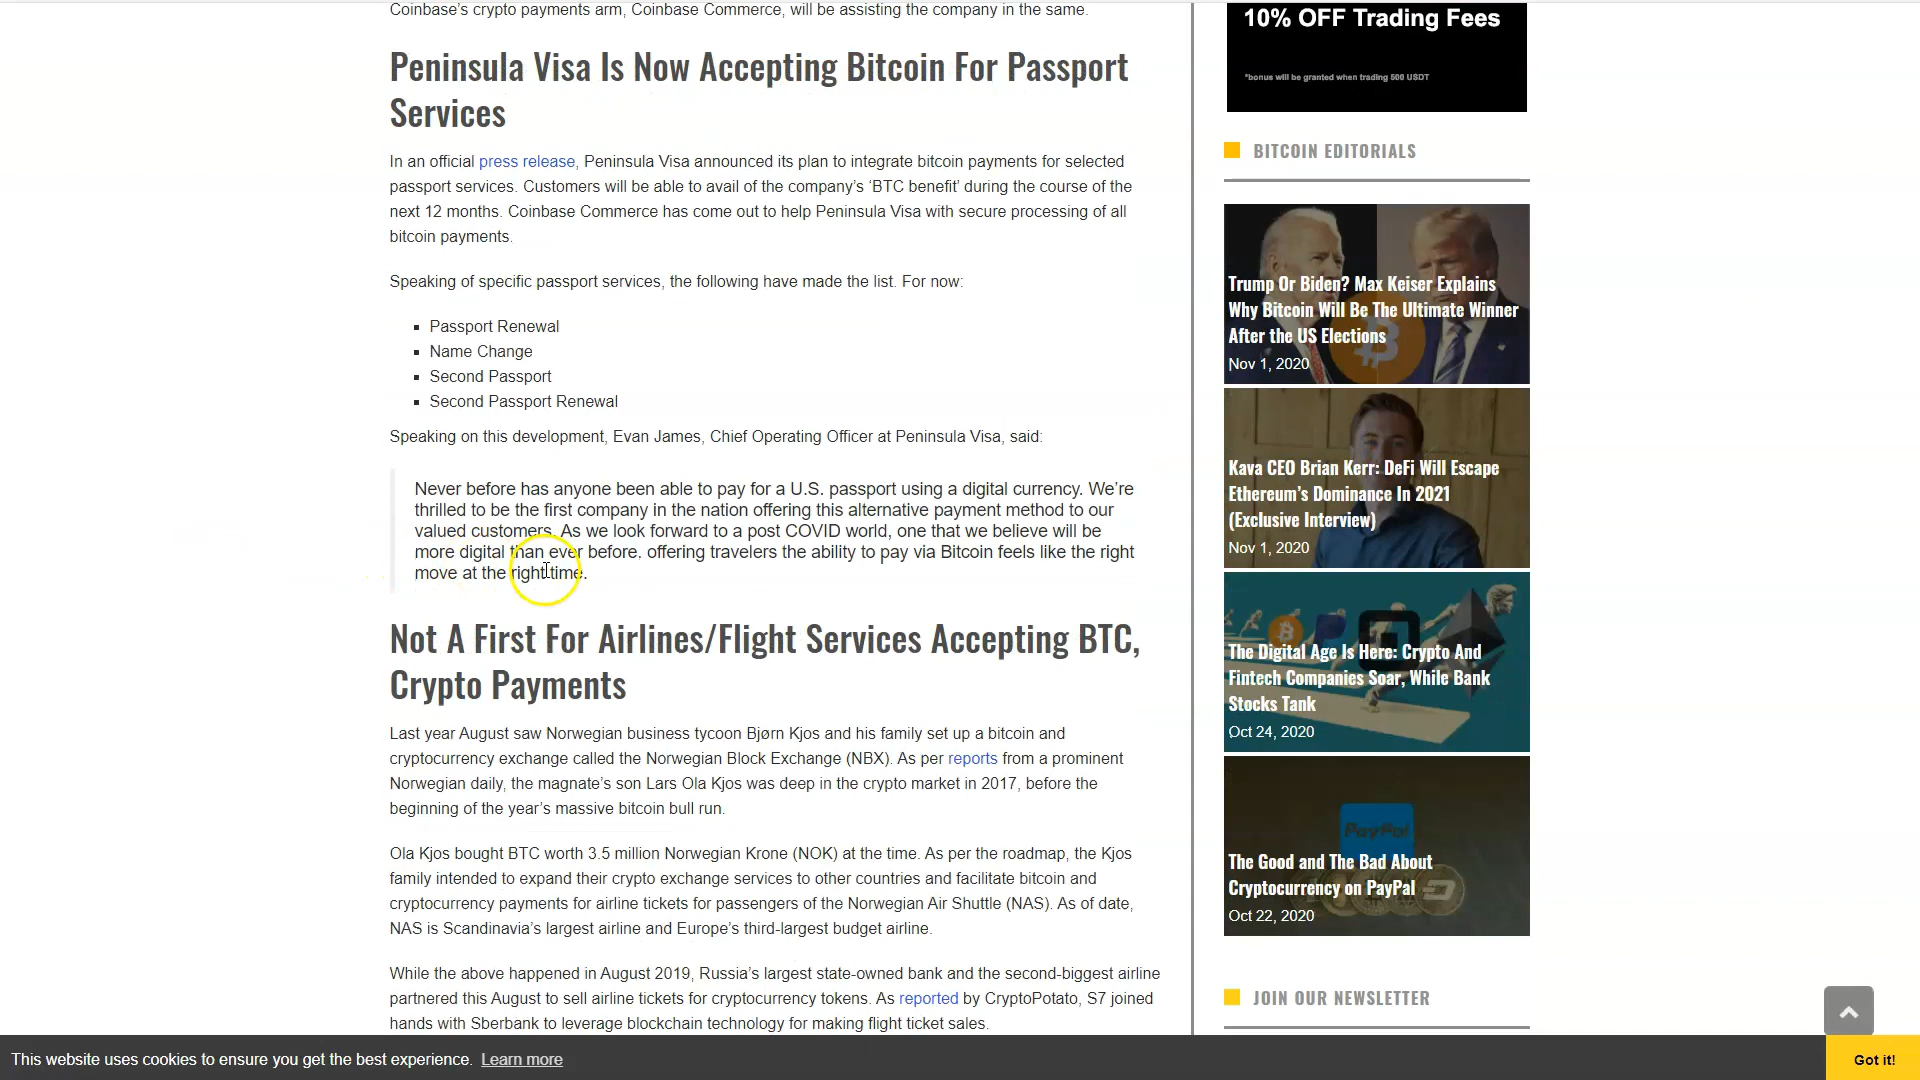 Coinbase's crypto payments arm, Coinbase Commerce, will be assisting the company in the same.
Peninsula Visa Is Now Accepting Bitcoin For Passport
Services
In an official press release, Peninsula Visa announced its plan to integrate bitcoin payments for selected
passport services. Customers will be able to avail of the company's ‘BTC benefit’ during the course of the
next 12 months. Coinbase Commerce has come out to help Peninsula Visa with secure processing of all
bitcoin payments.
Speaking of specific passport services, the following have made the list. For now:
Passport Renewal
Name Change
Second Passport
Second Passport Renewal
Speaking on this development, Evan James, Chief Operating Officer at Peninsula Visa, said:
Never before has anyone been able to pay for a U.S. passport using a digital currency. We’re
thrilled to be the first company in the nation offering this alternative payment method to our
valued customers. As we look forward to a post COVID world, one that we believe will be
more digital than ever before, offering travelers the ability to pay via Bitcoin feels like the right
move at the right time.
Not A First For Airlines/Flight Services Accepting BTC,
Crypto Payments
Last year August saw Norwegian business tycoon Bjørn Kjos and his family set up a bitcoin and
cryptocurrency exchange called the Norwegian Block Exchange (NBX). As per reports from a prominent
Norwegian daily, the magnate’s son Lars Ola Kjos was deep in the crypto market in 2017, before the
beginning of the year’s massive bitcoin bull run.
Ola Kjos bought BTC worth 3.5 million Norwegian Krone (NOK) at the time. As per the roadmap, the Kjos
family intended to expand their crypto exchange services to other countries and facilitate bitcoin and
cryptocurrency payments for airline tickets for passengers of the Norwegian Air Shuttle (NAS). As of date,
NAS is Scandinavia’s largest airline and Europe’s third-largest budget airline.
While the above happened in August 2019, Russia’s largest state-owned bank and the second-biggest airline
partnered this August to sell airline tickets for cryptocurrency tokens. As reported by CryptoPotato, S7 joined
hands with Sberbank to leverage blockchain technology for making flight ticket sales.
10% OFF Trading Fees
*bonus will be granted when trading 500 USDT
BITCOIN EDITORIALS
Trump Or Biden? Max Keiser Explains
Why Bitcoin Will Be The Ultimate Winner
After the US Elections
Nov 1, 2020
Kava CEO Brian Kerr: DeFi Will Escape
Ethereum’s Dominance In 2021
(Exclusive Interview)
Nov 1, 2020
The Digital Age Is Here: Crypto And
Fintech Companies Soar, While Bank
Stocks Tank
Oct 24, 2020
PayPal
The Good and The Bad About
Cryptocurrency on PayPal
Oct 22, 2020
JOIN OUR NEWSLETTER
This website uses cookies to ensure you get the best experience. Learn more
Got it!